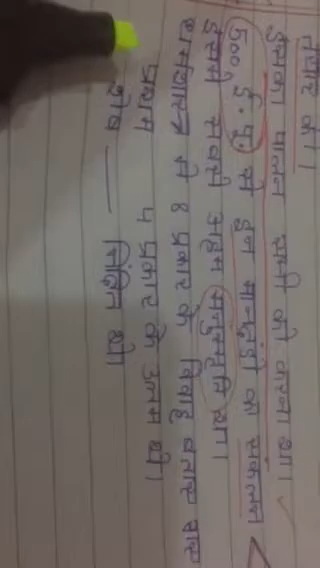 तैयार की।
इसका पालन सभी को करना था।
500 ई. पू. से इन मान्दडों का संकलन
इसमें सबसे अहम मनुस्मृति था।
धर्मशास्त्र में 8 प्रकार के विवाह बताए गए
प्रथम 4 प्रकार के उत्तम थे।
शेष — निंदित थे।